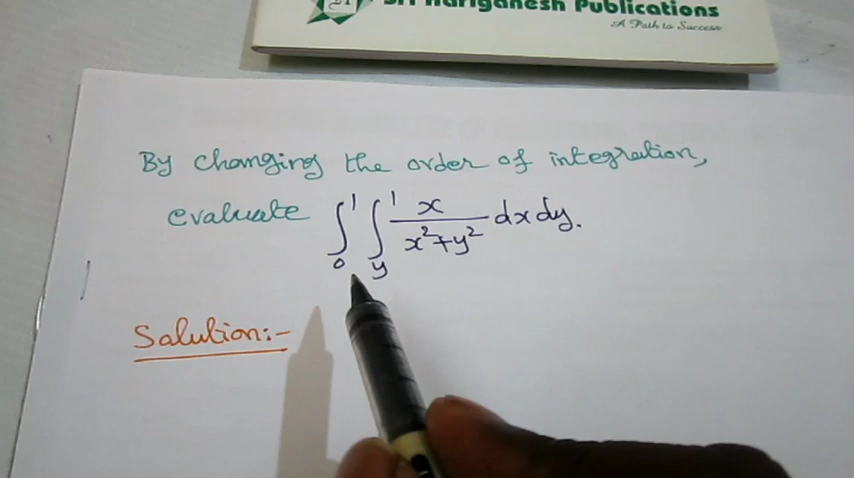 21
Sri Hariganesh Publications
A Path to Success
By changing the order of integration,
evaluate ∫₀¹ ∫ᵧ¹ x/(x²+y²) dx dy.
Solution:-